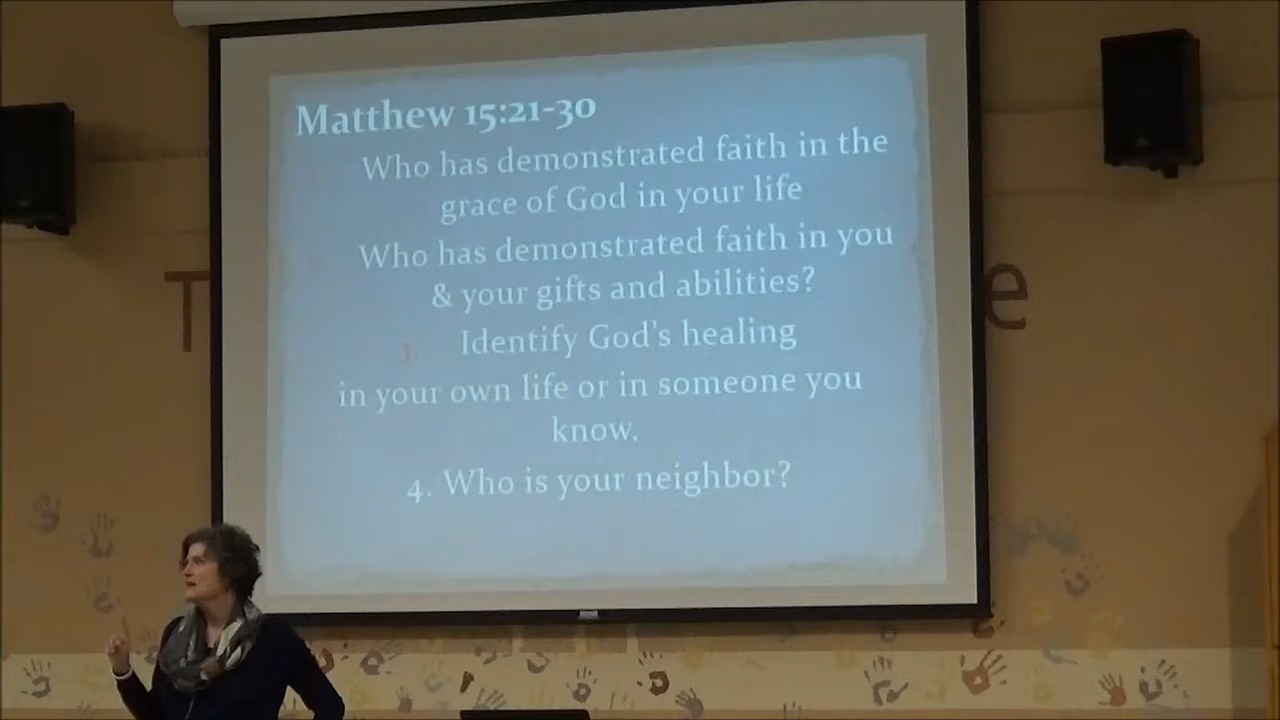 Matthew 15:21-30
Who has demonstrated faith in the
grace of God in your life
Who has demonstrated faith in you
& your gifts and abilities?
3. Identify God's healing
in your own life or in someone you
know.
4. Who is your neighbor?
T
e